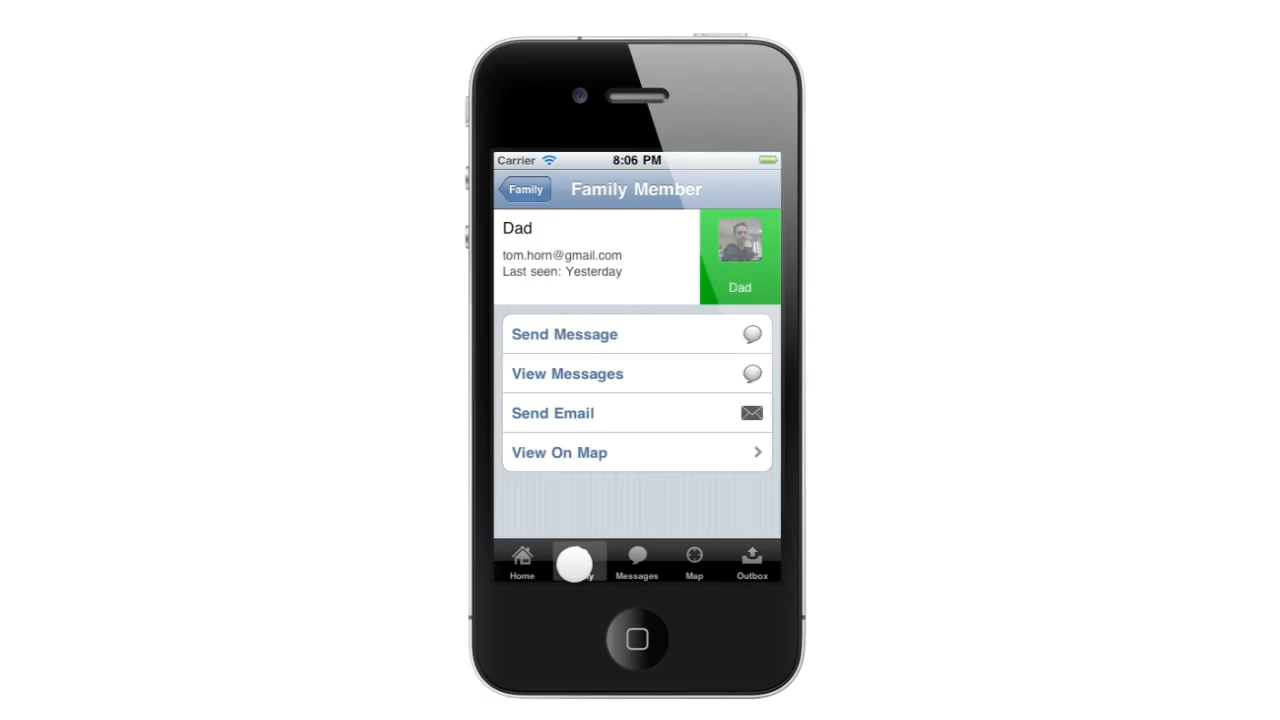 Carrier 8:06 PM
Family Family Member
Dad
tom.horn@gmail.com
Last seen: Yesterday
Dad
Send Message
View Messages
Send Email
View On Map
Home Messages Map Outbox